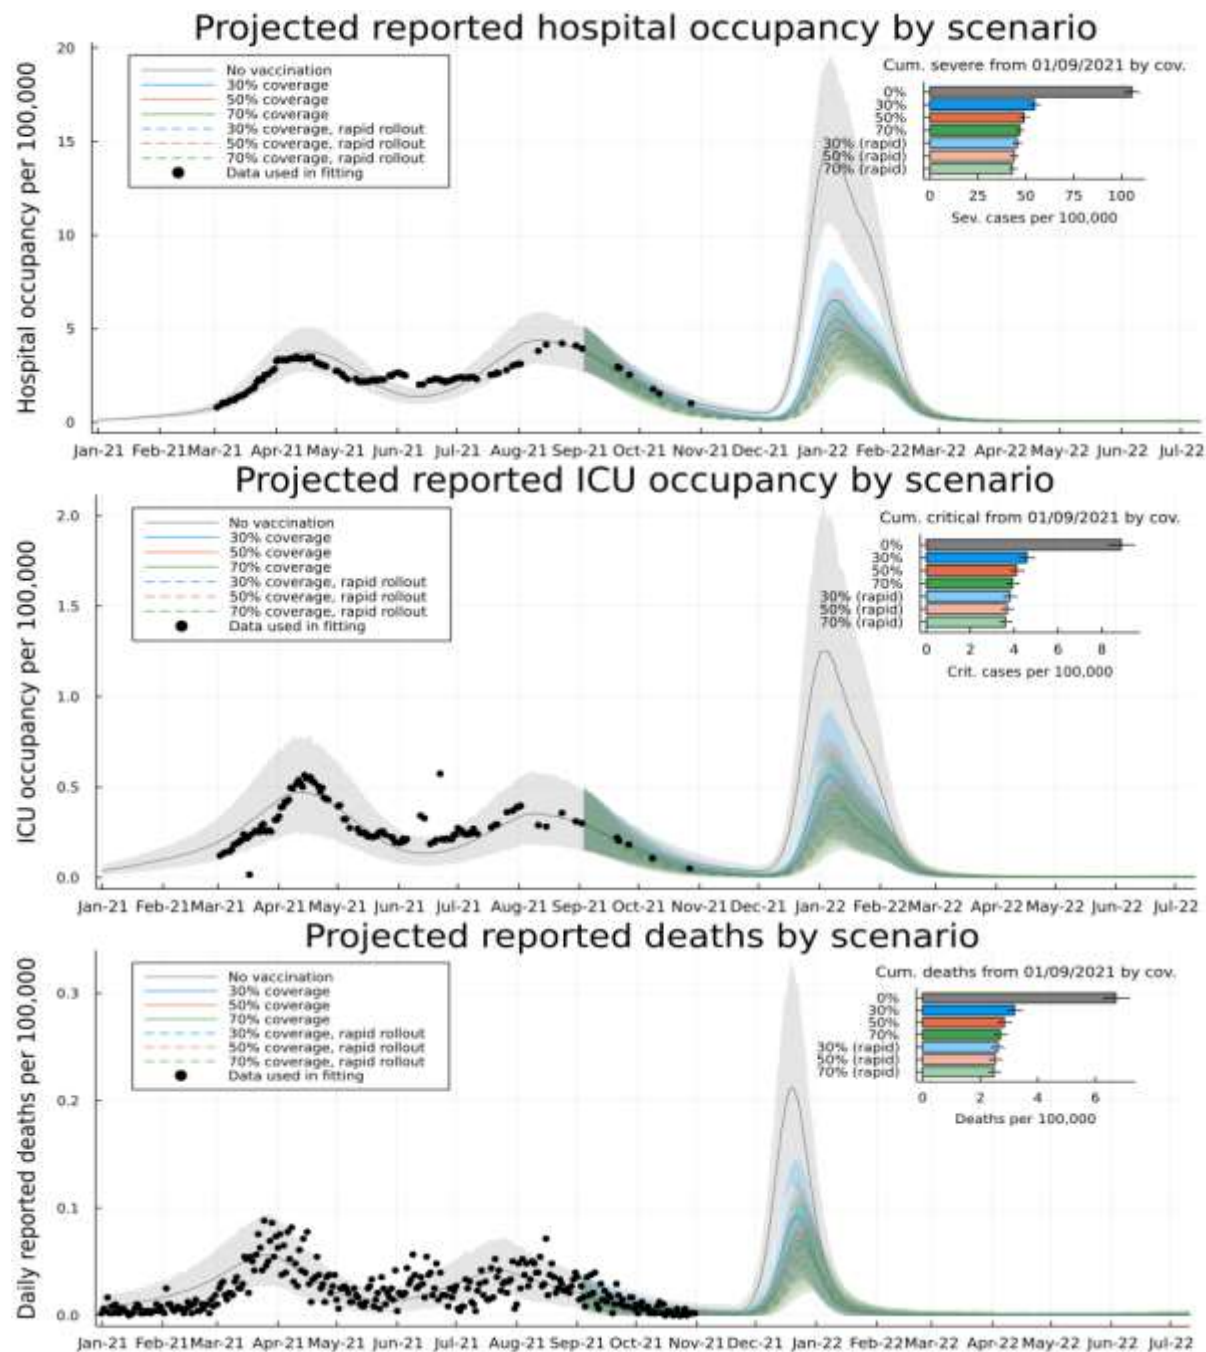 Projected reported hospital occupancy by scenario
Hospital occupancy per 100,000
20
15
10
5
0
No vaccination
30% coverage
50% coverage
70% coverage
30% coverage, rapid rollout
50% coverage, rapid rollout
70% coverage, rapid rollout
Data used in fitting
Cum. severe from 01/09/2021 by cov.
0%
30%
50%
70%
30% (rapid)
50% (rapid)
70% (rapid)
0 25 50 75 100
Sev. cases per 100,000
Jan-21 Feb-21 Mar-21 Apr-21 May-21 Jun-21 Jul-21 Aug-21 Sep-21 Oct-21 Nov-21 Dec-21 Jan-22 Feb-22 Mar-22 Apr-22 May-22 Jun-22 Jul-22
Projected reported ICU occupancy by scenario
ICU occupancy per 100,000
2.0
1.5
1.0
0.5
0.0
No vaccination
30% coverage
50% coverage
70% coverage
30% coverage, rapid rollout
50% coverage, rapid rollout
70% coverage, rapid rollout
Data used in fitting
Cum. critical from 01/09/2021 by cov.
0%
30%
50%
70%
30% (rapid)
50% (rapid)
70% (rapid)
0 2 4 6 8
Crit. cases per 100,000
Jan-21 Feb-21 Mar-21 Apr-21 May-21 Jun-21 Jul-21 Aug-21 Sep-21 Oct-21 Nov-21 Dec-21 Jan-22 Feb-22 Mar-22 Apr-22 May-22 Jun-22 Jul-22
Projected reported deaths by scenario
Daily reported deaths per 100,000
0.3
0.2
0.1
0.0
No vaccination
30% coverage
50% coverage
70% coverage
30% coverage, rapid rollout
50% coverage, rapid rollout
70% coverage, rapid rollout
Data used in fitting
Cum. deaths from 01/09/2021 by cov.
0%
30%
50%
70%
30% (rapid)
50% (rapid)
70% (rapid)
0 2 4 6
Deaths per 100,000
Jan-21 Feb-21 Mar-21 Apr-21 May-21 Jun-21 Jul-21 Aug-21 Sep-21 Oct-21 Nov-21 Dec-21 Jan-22 Feb-22 Mar-22 Apr-22 May-22 Jun-22 Jul-22